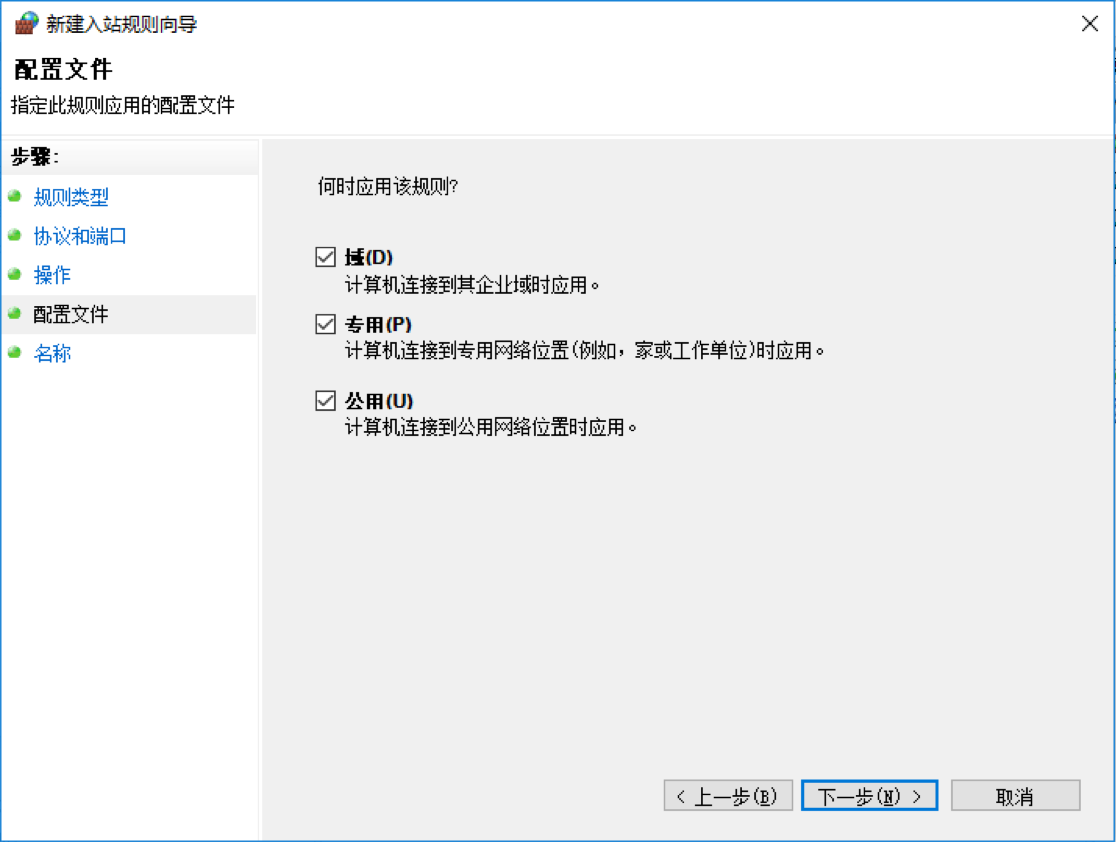 新建入站规则向导
配置文件
指定此规则应用的配置文件
步骤:
规则类型
协议和端口
操作
配置文件
名称
何时应用该规则?
域(D)
计算机连接到其企业域时应用。
专用(P)
计算机连接到专用网络位置(例如，家或工作单位)时应用。
公用(U)
计算机连接到公用网络位置时应用。
< 上一步(B)
下一步(N) >
取消